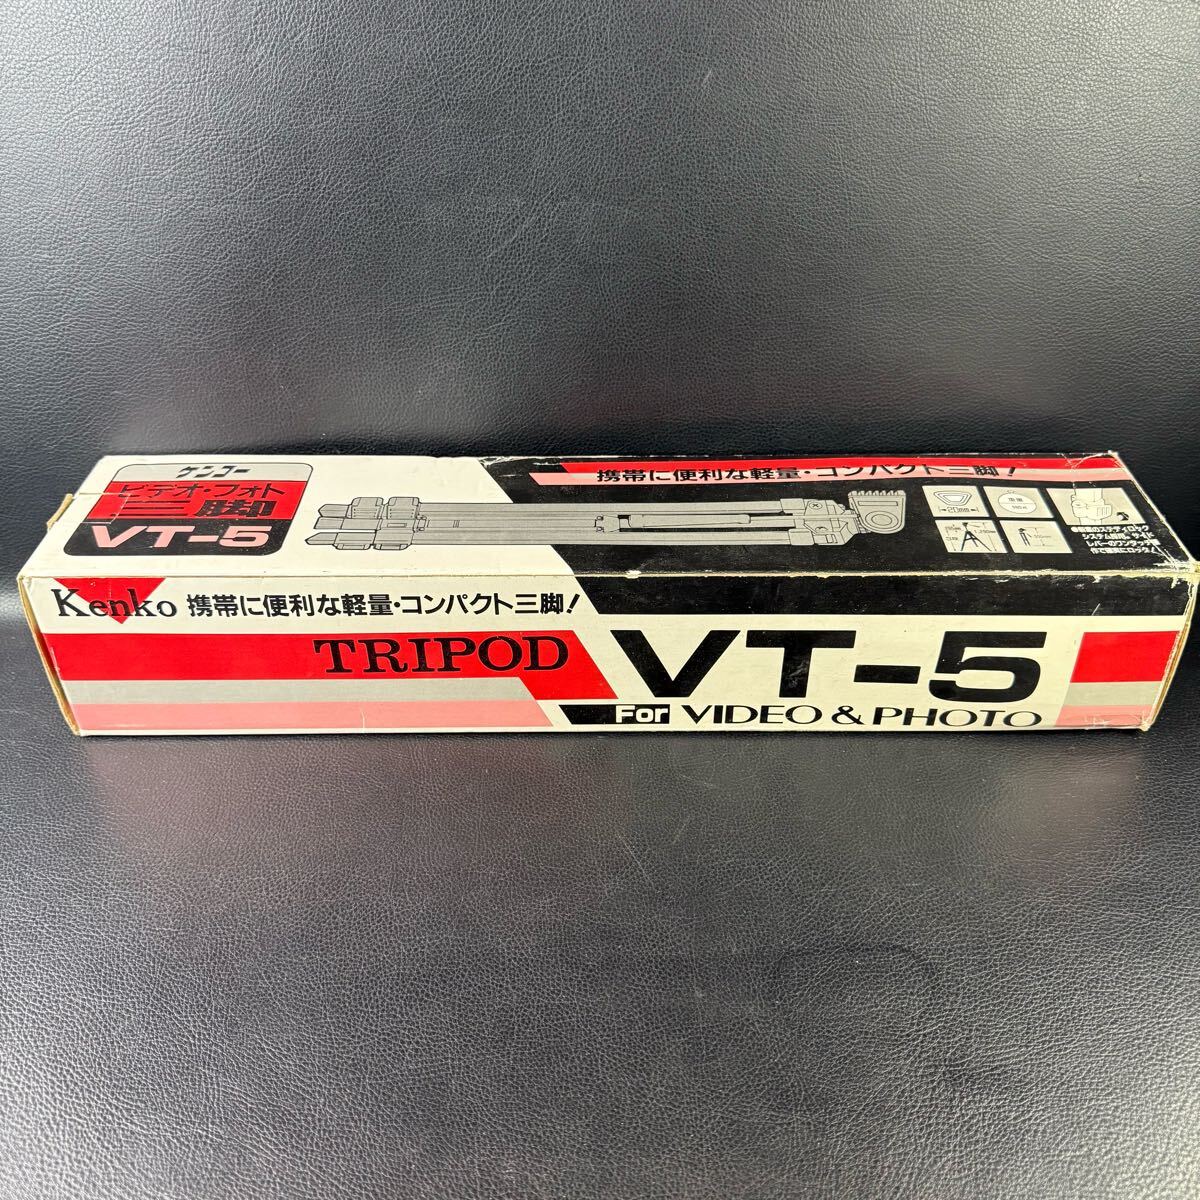 ケンコー
ビデオ・フォト
三脚
VT-5
携帯に便利な軽量・コンパクト三脚!
20mm
Kenko 携帯に便利な軽量・コンパクト三脚!
TRIPOD
VT-5
For VIDEO & PHOTO